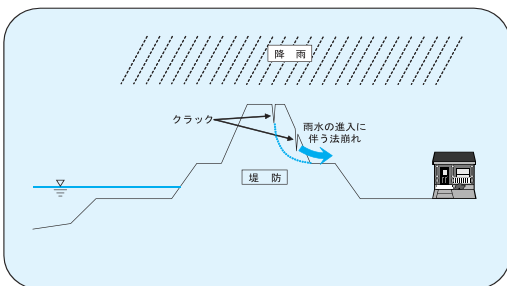 降 雨
クラック
雨水の進入に
伴う法崩れ
堤 防